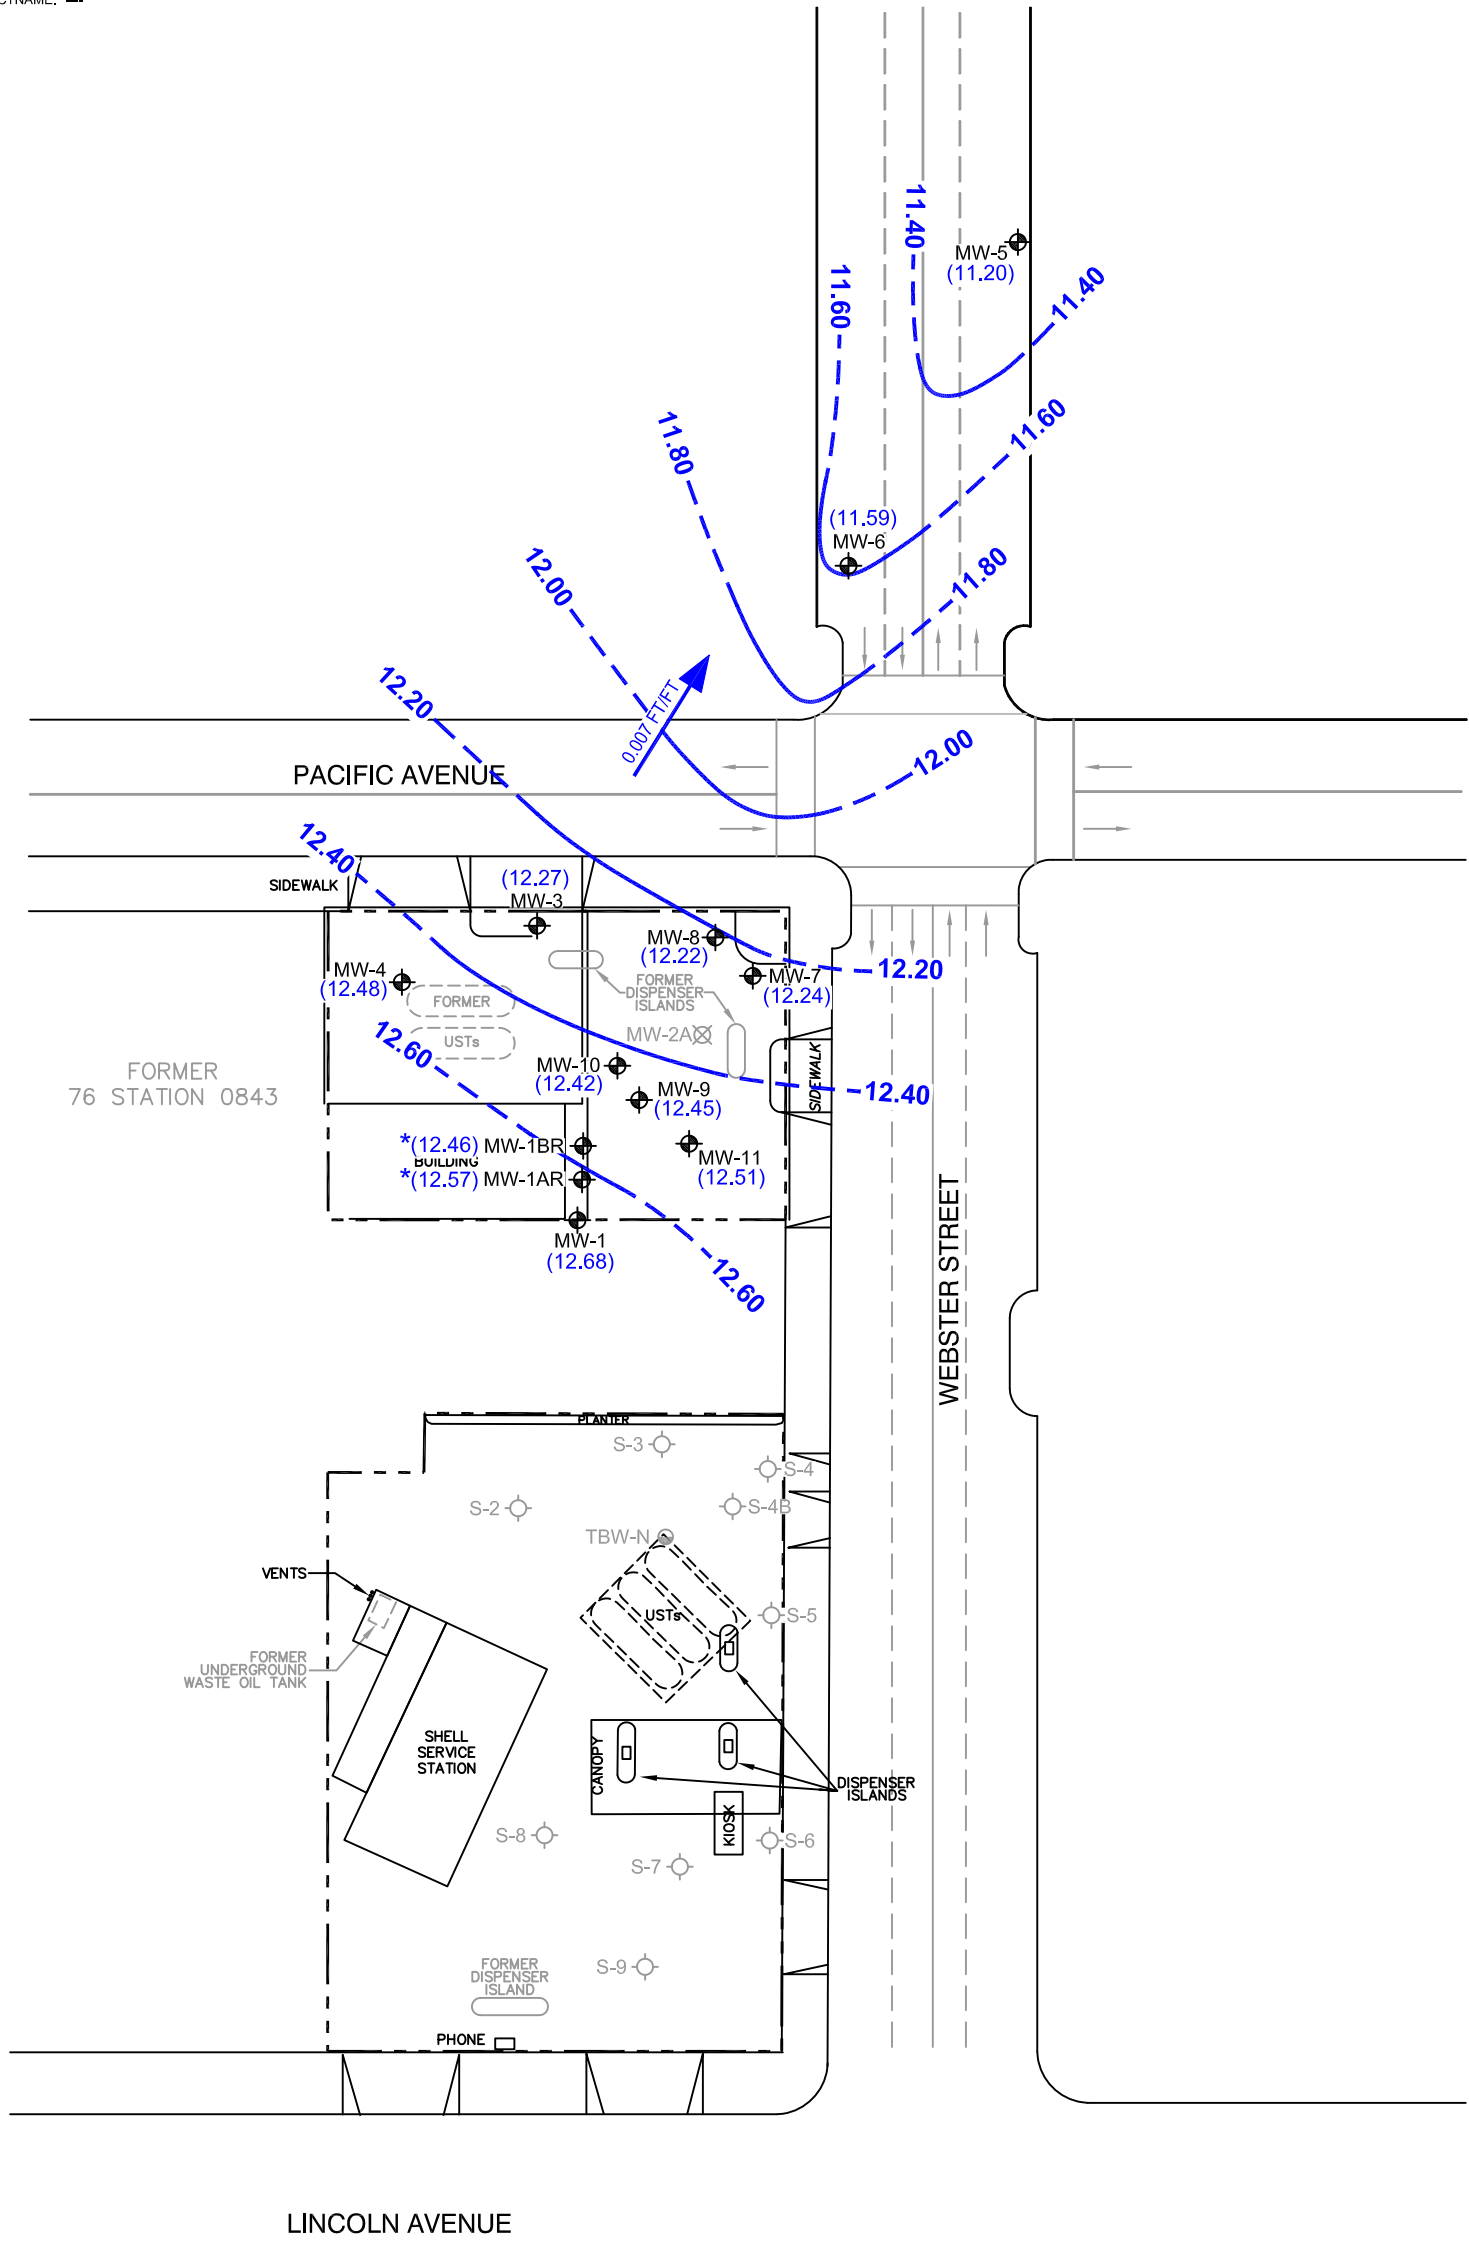 11.40
MW-5
(11.20)
11.40
11.60
11.80
11.60
(11.59)
MW-6
12.00
11.80
12.20
0.007 FT/FT
12.00
PACIFIC AVENUE
12.40
SIDEWALK
(12.27)
MW-3
MW-8
(12.22)
12.20
MW-4
(12.48)
FORMER
USTs
FORMER
DISPENSER
ISLANDS
MW-7
(12.24)
MW-2A
12.60
FORMER
76 STATION 0843
MW-10
(12.42)
MW-9
(12.45)
SIDEWALK
12.40
*(12.46) MW-1BR
BUILDING
*(12.57) MW-1AR
MW-11
(12.51)
MW-1
(12.68)
12.60
WEBSTER STREET
PLANTER
S-3
S-4
S-2
S-4B
TBW-N
VENTS
USTs
S-5
FORMER
UNDERGROUND
WASTE OIL TANK
SHELL
SERVICE
STATION
CANOPY
DISPENSER
ISLANDS
KIOSK
S-8
S-6
S-7
S-9
FORMER
DISPENSER
ISLAND
PHONE
LINCOLN AVENUE